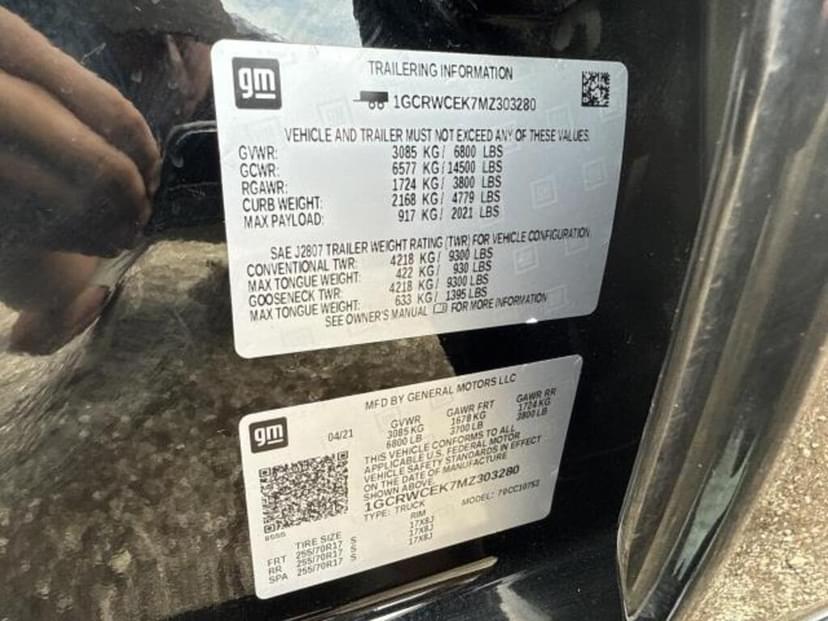 gm
TRAILERING INFORMATION
1GCRWCEK7MZ303280
VEHICLE AND TRAILER MUST NOT EXCEED ANY OF THESE VALUES.
GVWR: 3085 KG/ 6800 LBS
GCWR: 6577 KG/ 14500 LBS
RGAWR: 1724 KG/ 3800 LBS
CURB WEIGHT: 2168 KG/ 4779 LBS
MAX PAYLOAD: 917 KG/ 2021 LBS
SAE J2807 TRAILER WEIGHT RATING (TWR) FOR VEHICLE CONFIGURATION
CONVENTIONAL TWR: 4218 KG/ 9300 LBS
MAX TONGUE WEIGHT: 422 KG/ 930 LBS
GOOSENECK TWR: 4218 KG/ 9300 LBS
MAX TONGUE WEIGHT: 633 KG/ 1395 LBS
SEE OWNER'S MANUAL FOR MORE INFORMATION
gm
MFD BY GENERAL MOTORS LLC
04/21
GVWR GAWR FRT GAWR RR
3085 KG 1678 KG 1724 KG
6800 LB 3700 LB 3800 LB
THIS VEHICLE CONFORMS TO ALL
APPLICABLE U.S. FEDERAL MOTOR
VEHICLE SAFETY STANDARDS IN EFFECT
ON THE DATE OF MANUFACTURE
SHOWN ABOVE.
1GCRWCEK7MZ303280
TYPE: TRUCK MODEL:
TIRE SIZE RIM
FRT 255/70R17 S 17X8J
RR 255/70R17 S 17X8J
SPA 255/70R17 S 17X8J